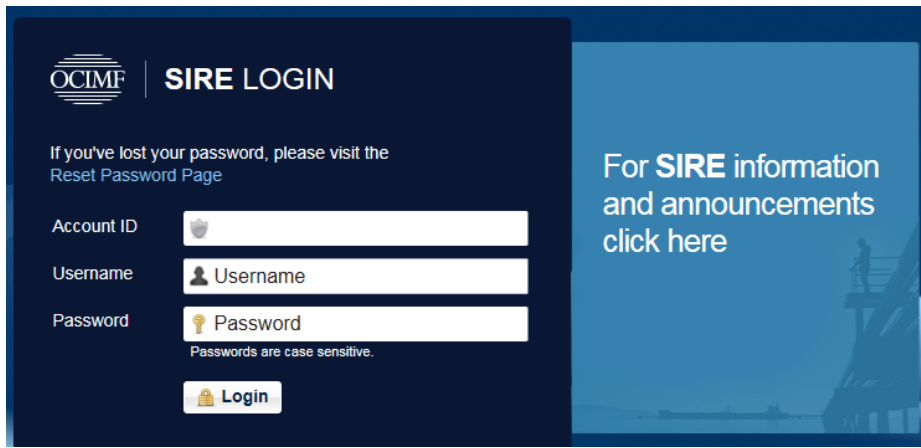 OCIMF
SIRE LOGIN
If you've lost your password, please visit the
Reset Password Page
Account ID
Username
Username
Password
Password
Passwords are case sensitive.
Login
For SIRE information
and announcements
click here